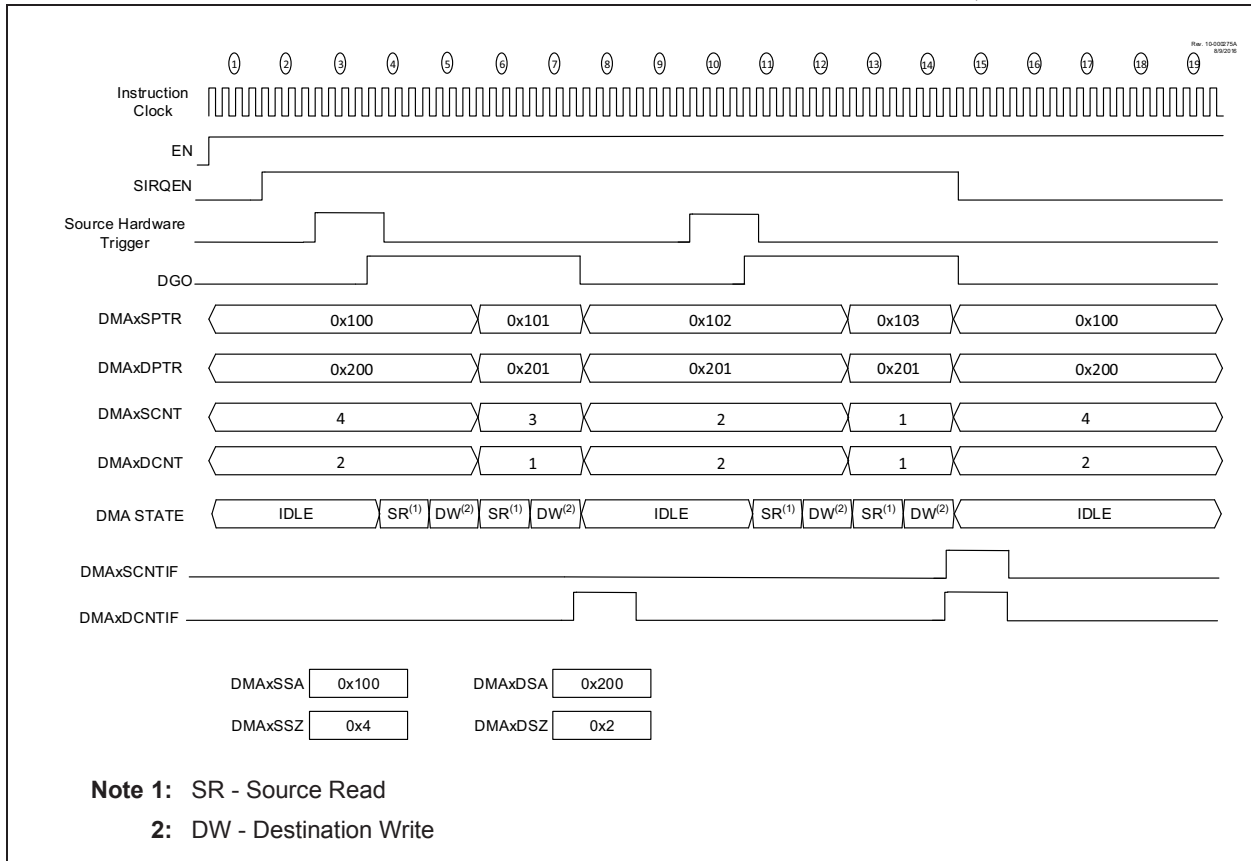 Rev. 10-000275A
8/9/2016
1 2 3 4 5 6 7 8 9 10 11 12 13 14 15 16 17 18 19
Instruction
Clock
EN
SIRQEN
Source Hardware
Trigger
DGO
DMAxSPTR 0x100 0x101 0x102 0x103 0x100
DMAxDPTR 0x200 0x201 0x201 0x201 0x200
DMAxSCNT 4 3 2 1 4
DMAxDCNT 2 1 2 1 2
DMA STATE IDLE SR(1) DW(2) SR(1) DW(2) IDLE SR(1) DW(2) SR(1) DW(2) IDLE
DMAxSCNTIF
DMAxDCNTIF
DMAxSSA 0x100 DMAxDSA 0x200
DMAxSSZ 0x4 DMAxDSZ 0x2
Note 1: SR - Source Read
2: DW - Destination Write